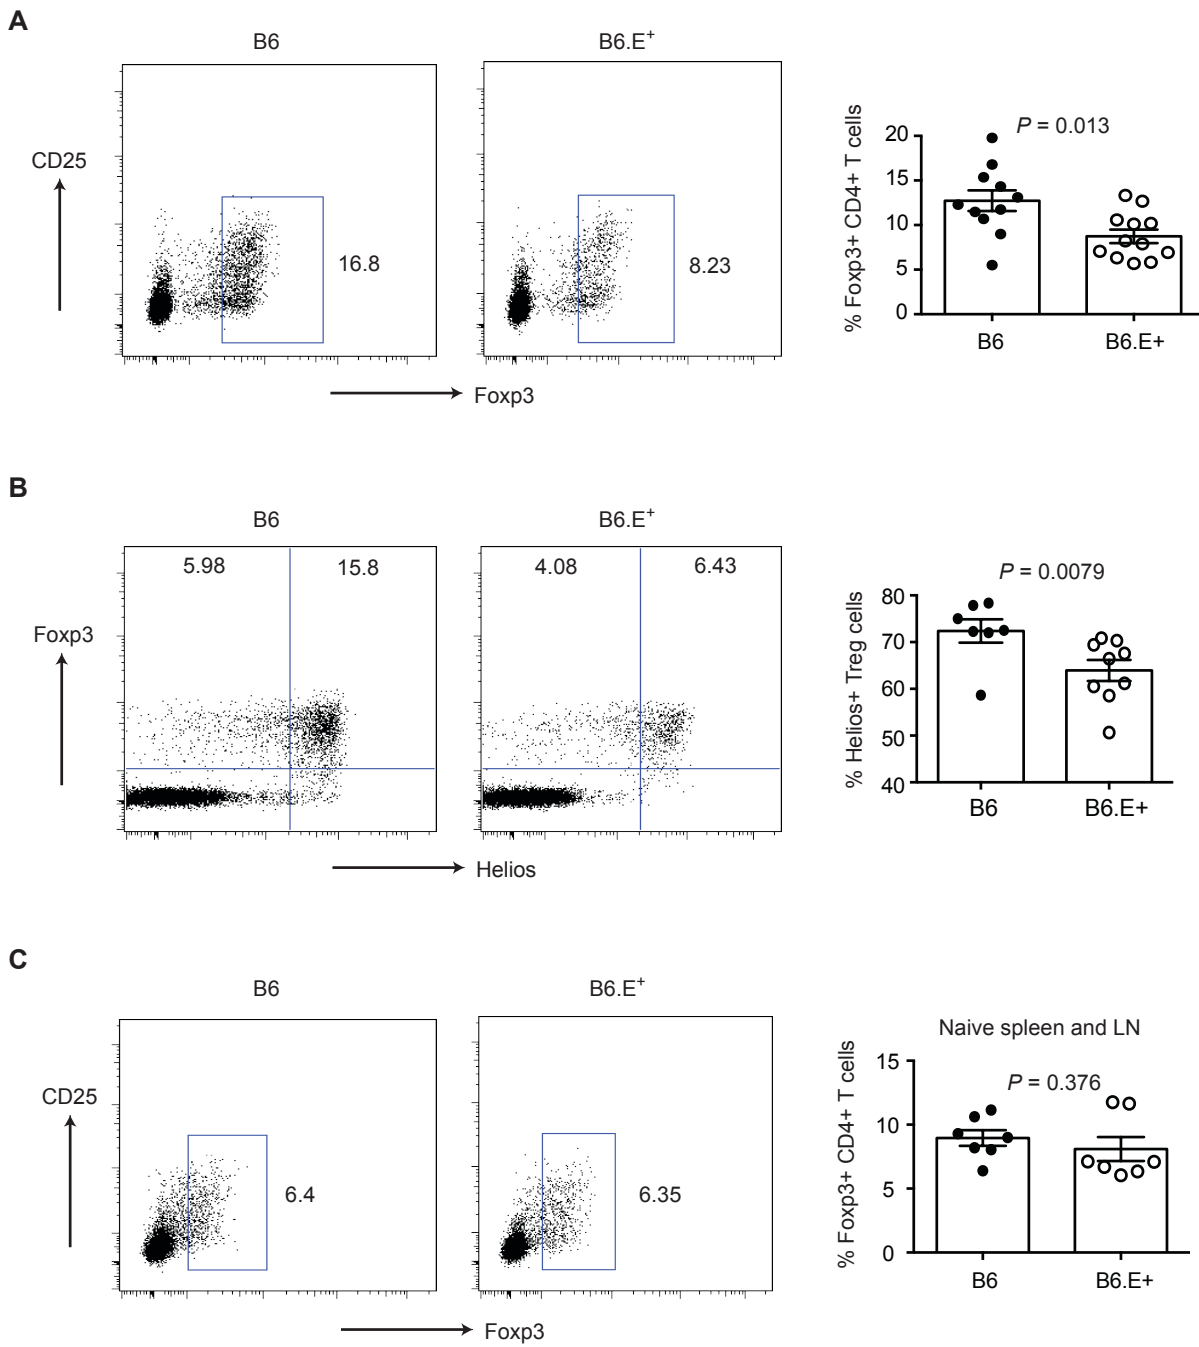 A
B6
B6.E+
CD25
16.8
8.23
Foxp3
% Foxp3+ CD4+ T cells
P = 0.013
20
15
10
5
0
B6
B6.E+
B
B6
B6.E+
5.98
15.8
4.08
6.43
Foxp3
Helios
% Helios+ Treg cells
P = 0.0079
80
70
60
50
40
B6
B6.E+
C
B6
B6.E+
CD25
6.4
6.35
Foxp3
Naive spleen and LN
% Foxp3+ CD4+ T cells
P = 0.376
15
10
5
0
B6
B6.E+